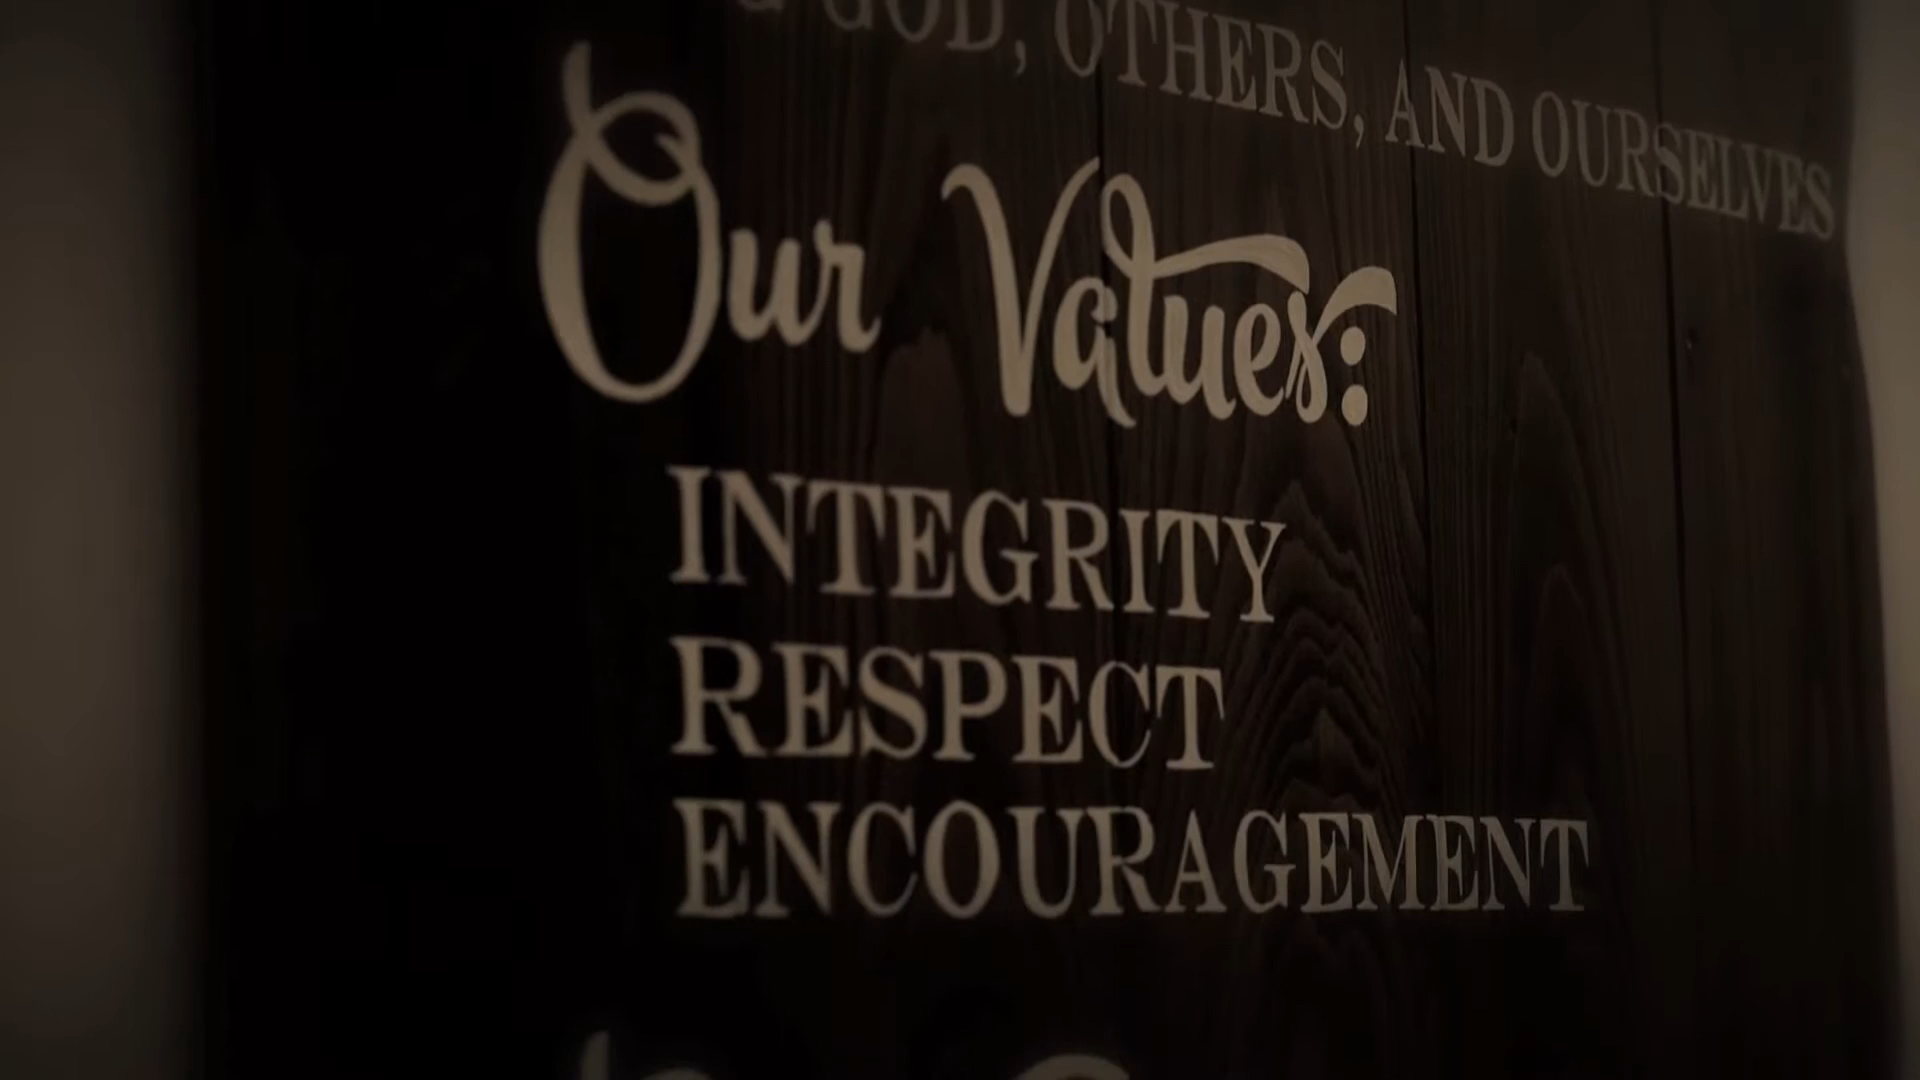 GOD, OTHERS, AND OURSELVES
Our Values:
INTEGRITY
RESPECT
ENCOURAGEMENT